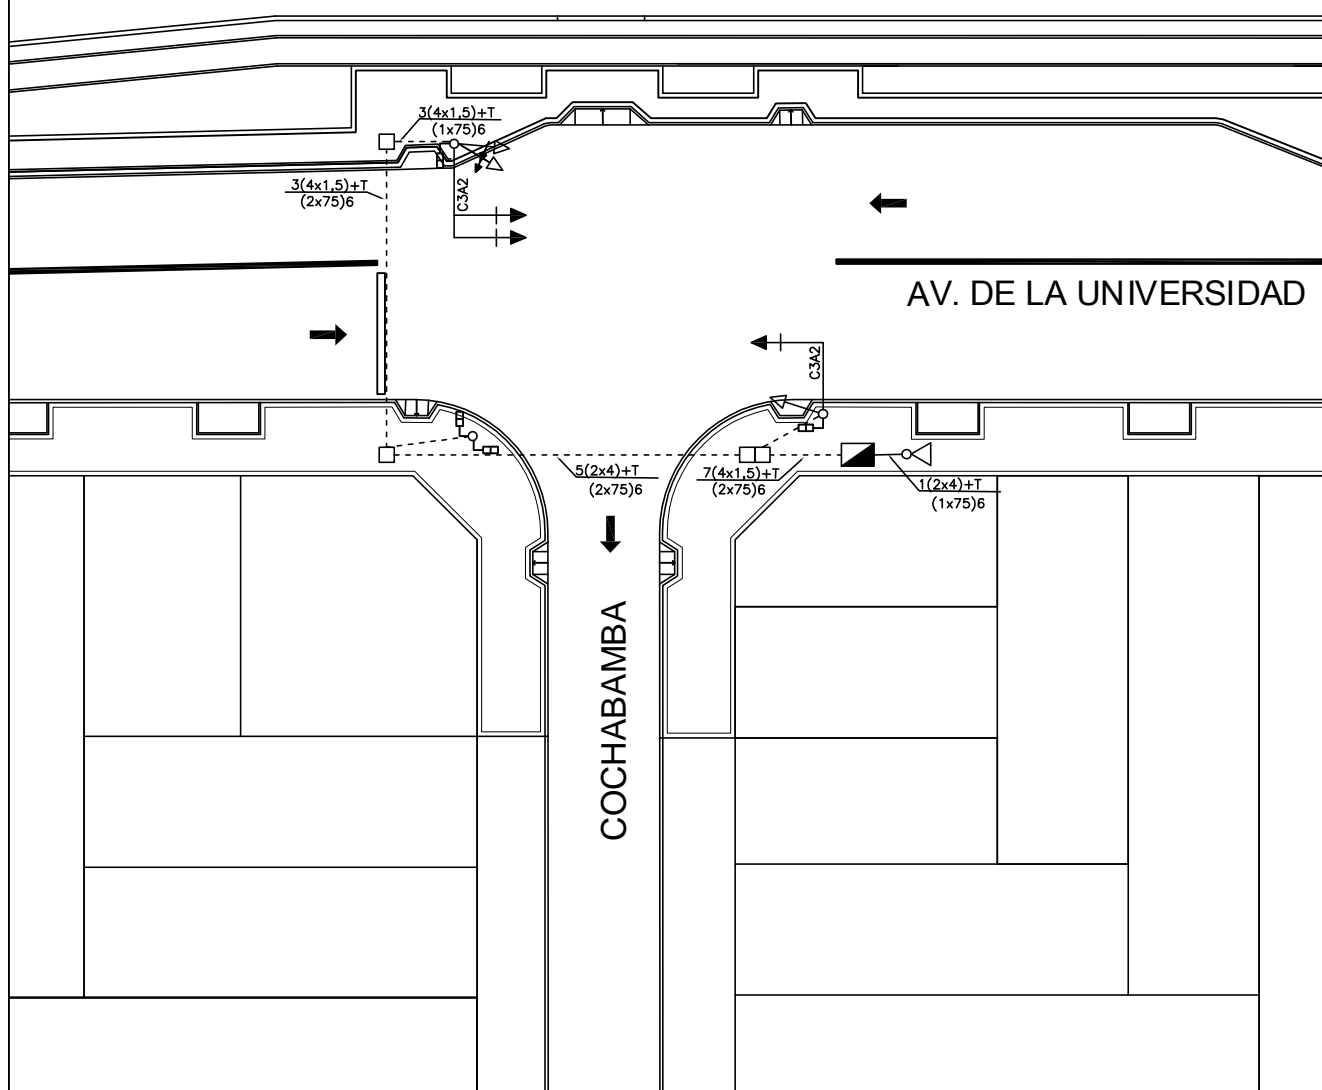 3(4x1,5)+T
(1x75)6
3(4x1,5)+T
(2x75)6
C3A2
AV. DE LA UNIVERSIDAD
C3A2
5(2x4)+T
(2x75)6
7(4x1,5)+T
(2x75)6
1(2x4)+T
(1x75)6
COCHABAMBA